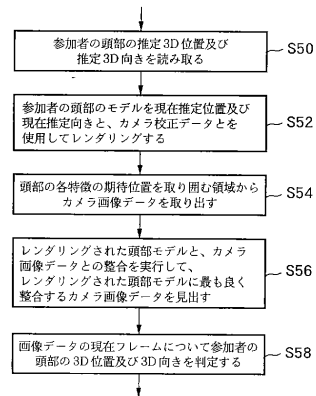 参加者の頭部の推定3D位置及び
推定3D向きを読み取る
S50
参加者の頭部のモデルを現在推定位置及び
現在推定向きと、カメラ校正データとを
使用してレンダリングする
S52
頭部の各特徴の期待位置を取り囲む領域から
カメラ画像データを取り出す
S54
レンダリングされた頭部モデルと、カメラ
画像データとの整合を実行して、
レンダリングされた頭部モデルに最も良く
整合するカメラ画像データを見出す
S56
画像データの現在フレームについて参加者の
頭部の3D位置及び3D向きを判定する
S58